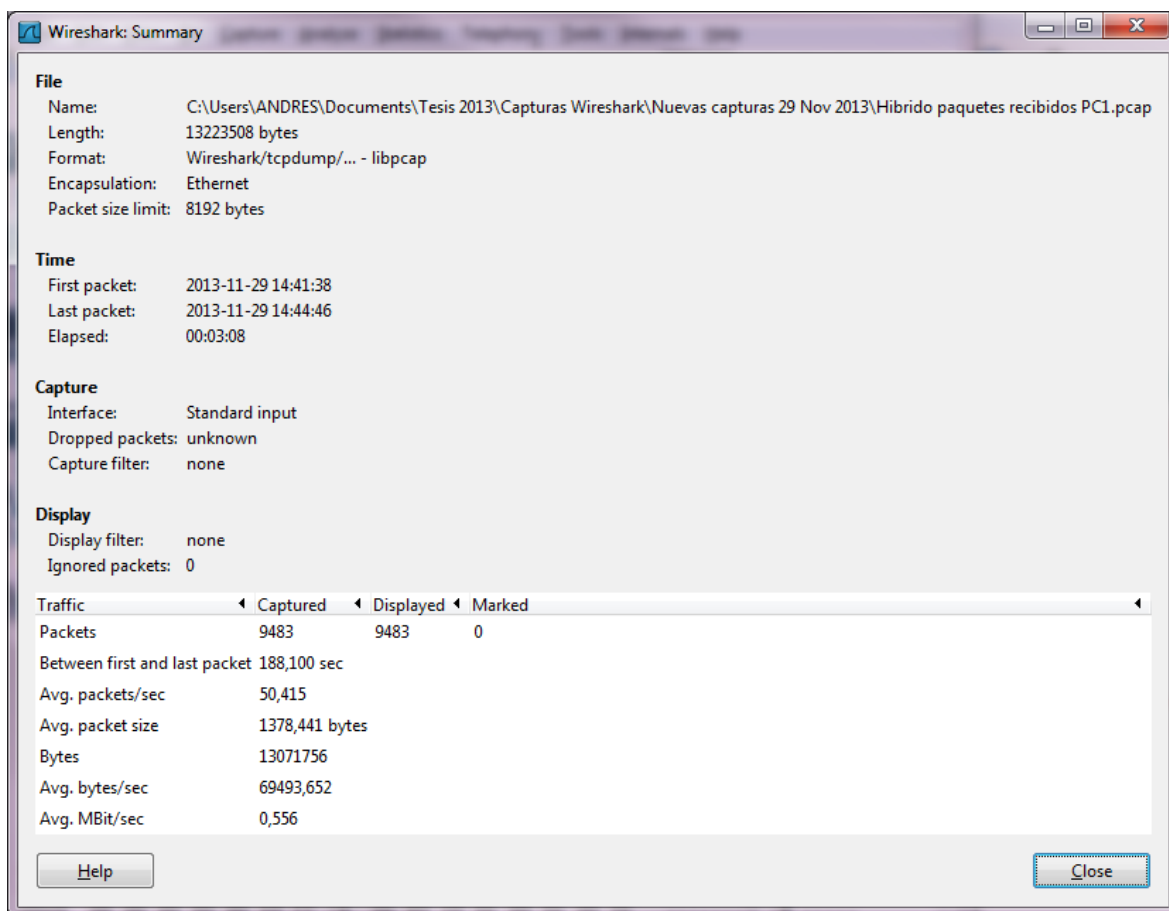 Wireshark: Summary
File
Name: C:\Users\ANDRES\Documents\Tesis 2013\Capturas Wireshark\Nuevas capturas 29 Nov 2013\Hibrido paquetes recibidos PC1.pcap
Length: 13223508 bytes
Format: Wireshark/tcpdump/... - libpcap
Encapsulation: Ethernet
Packet size limit: 8192 bytes
Time
First packet: 2013-11-29 14:41:38
Last packet: 2013-11-29 14:44:46
Elapsed: 00:03:08
Capture
Interface: Standard input
Dropped packets: unknown
Capture filter: none
Display
Display filter: none
Ignored packets: 0
Traffic Captured Displayed Marked
Packets 9483 9483 0
Between first and last packet 188,100 sec
Avg. packets/sec 50,415
Avg. packet size 1378,441 bytes
Bytes 13071756
Avg. bytes/sec 69493,652
Avg. MBit/sec 0,556
Help Close